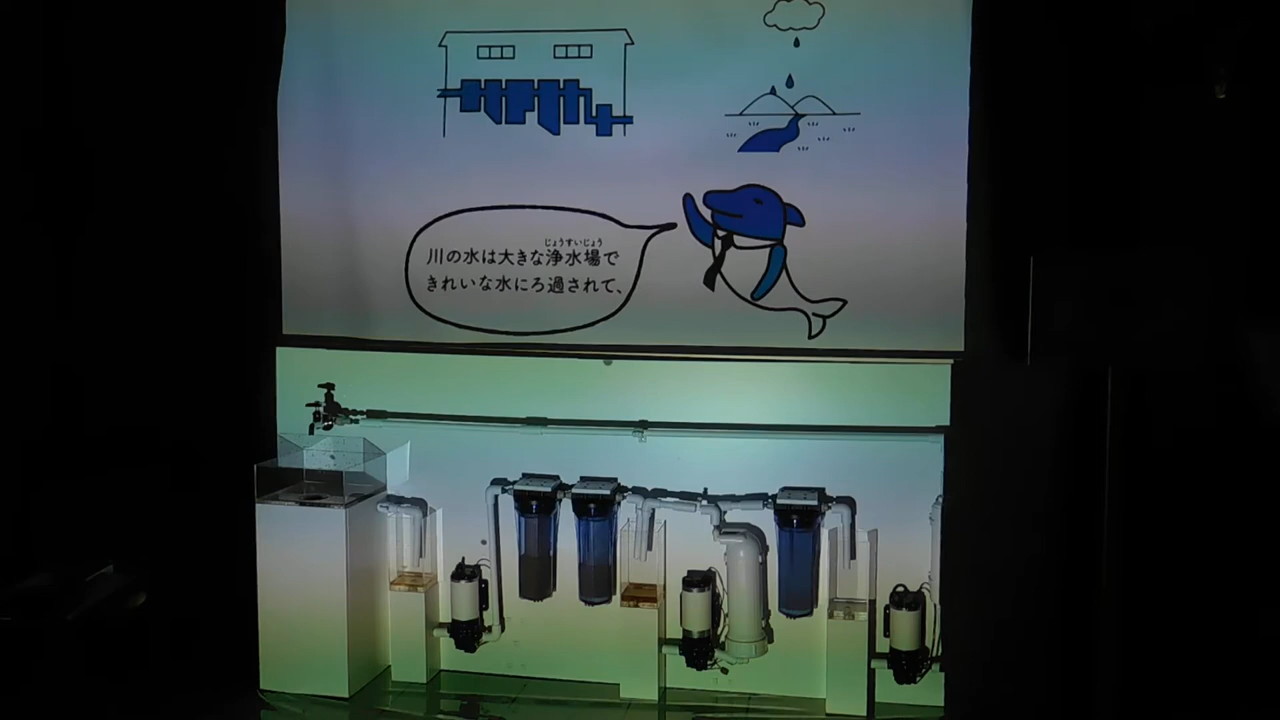 じょうすいじょう
川の水は大きな浄水場で
きれいな水にろ過されて、